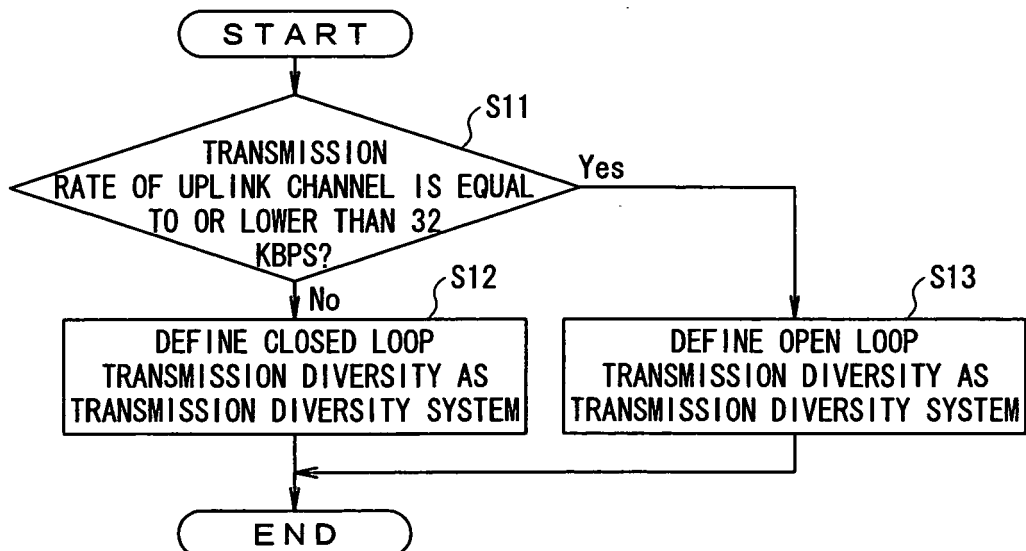 START
S11
TRANSMISSION
RATE OF UPLINK CHANNEL IS EQUAL
TO OR LOWER THAN 32
KBPS?
Yes
No
S12
DEFINE CLOSED LOOP
TRANSMISSION DIVERSITY AS
TRANSMISSION DIVERSITY SYSTEM
S13
DEFINE OPEN LOOP
TRANSMISSION DIVERSITY AS
TRANSMISSION DIVERSITY SYSTEM
END